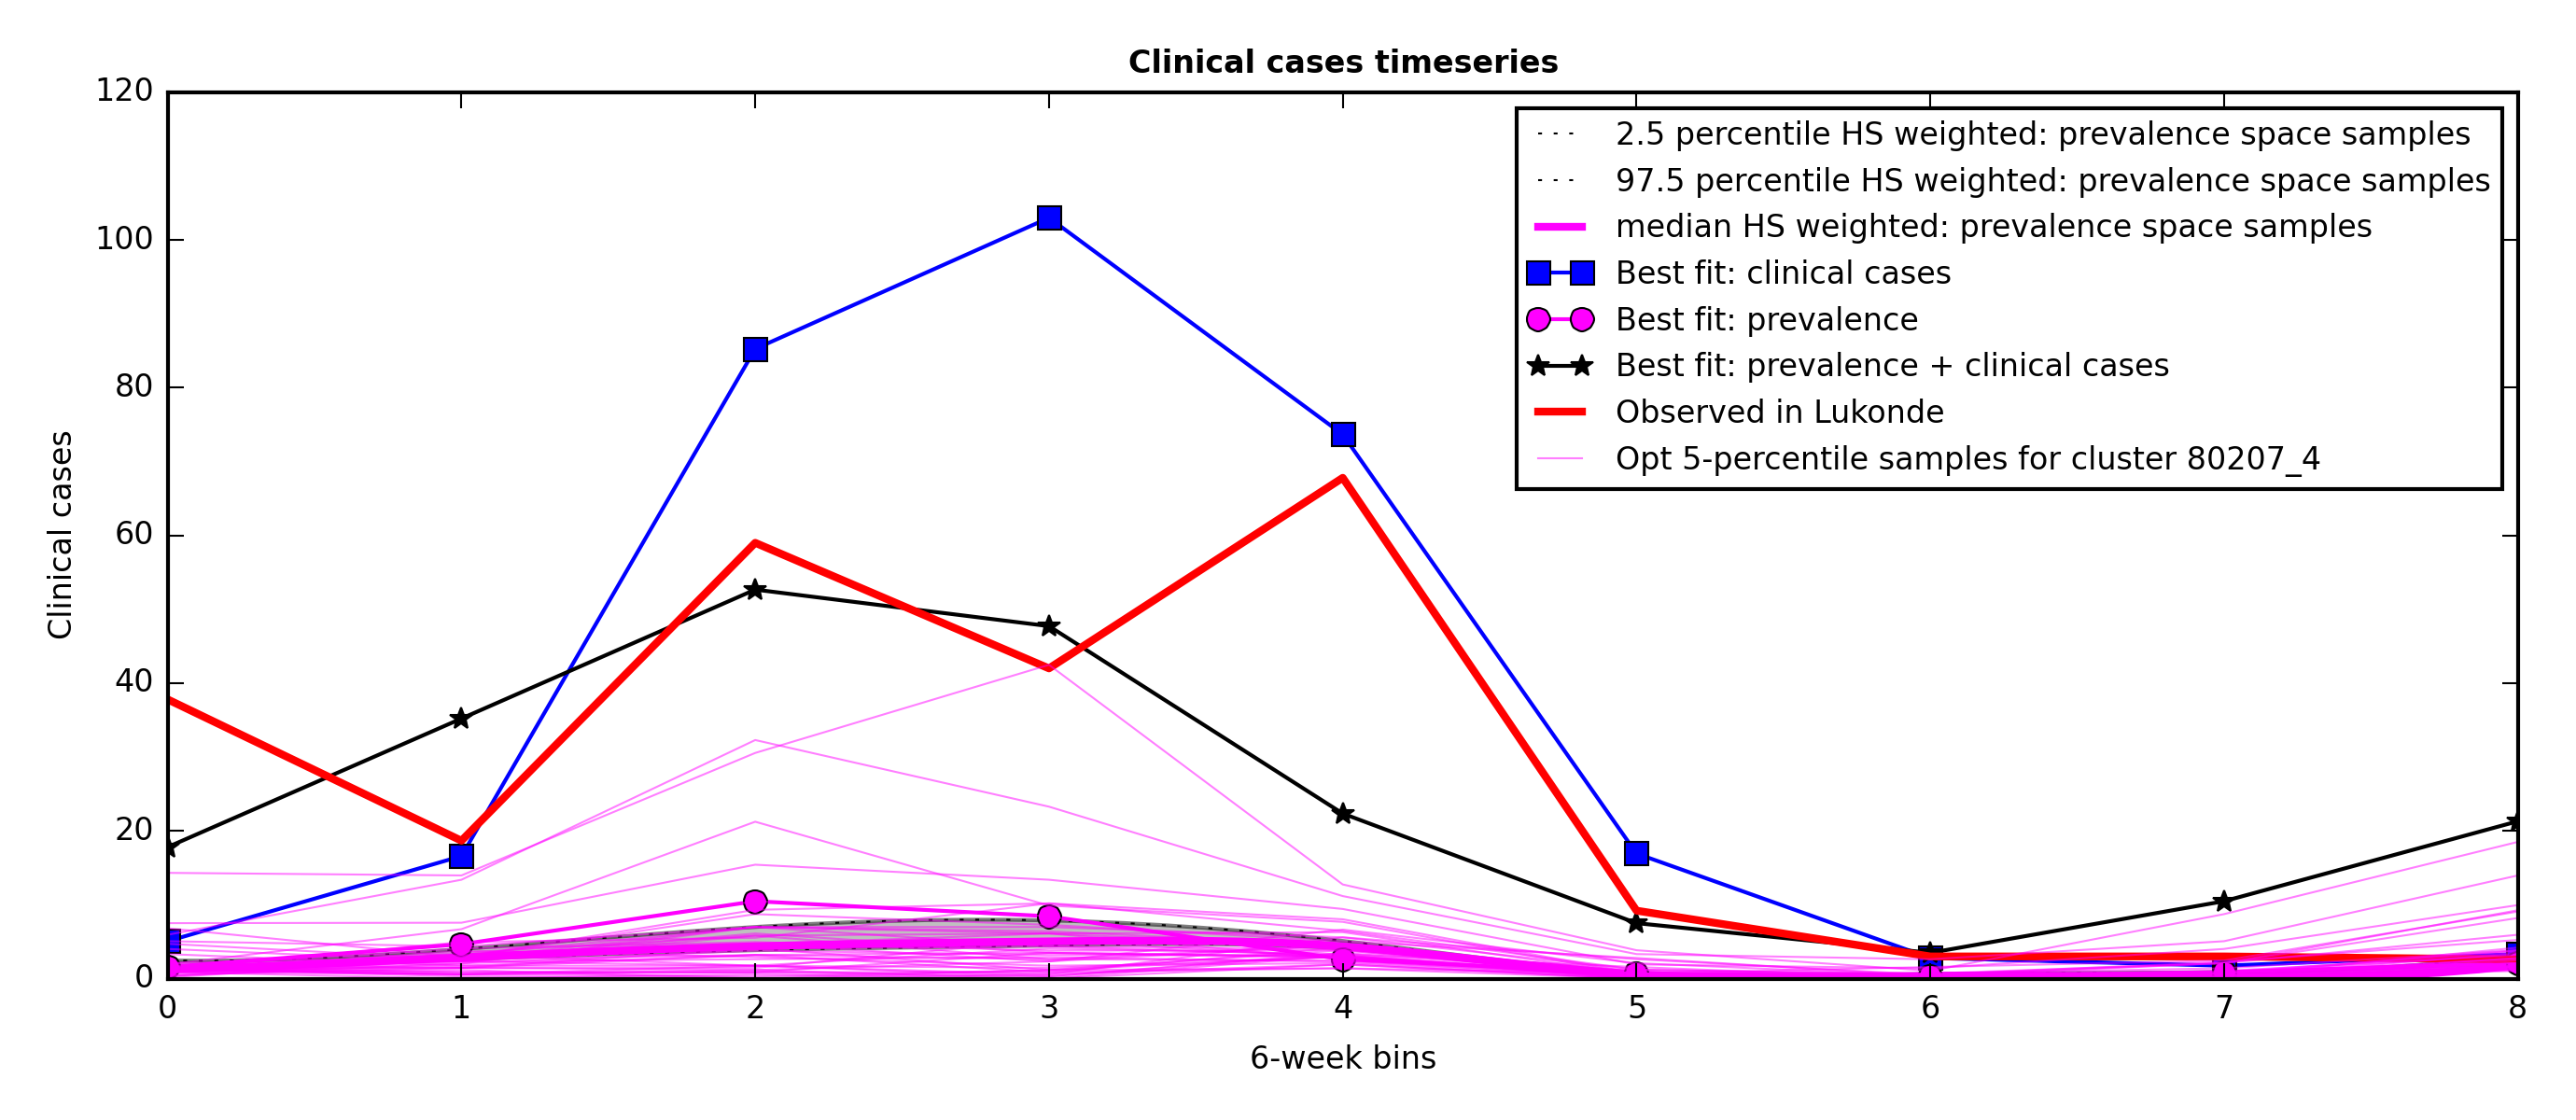 Clinical cases timeseries
120
100
80
60
40
20
0
Clinical cases
2.5 percentile HS weighted: prevalence space samples
97.5 percentile HS weighted: prevalence space samples
median HS weighted: prevalence space samples
Best fit: clinical cases
Best fit: prevalence
Best fit: prevalence + clinical cases
Observed in Lukonde
Opt 5-percentile samples for cluster 80207_4
0 1 2 3 4 5 6 7 8
6-week bins